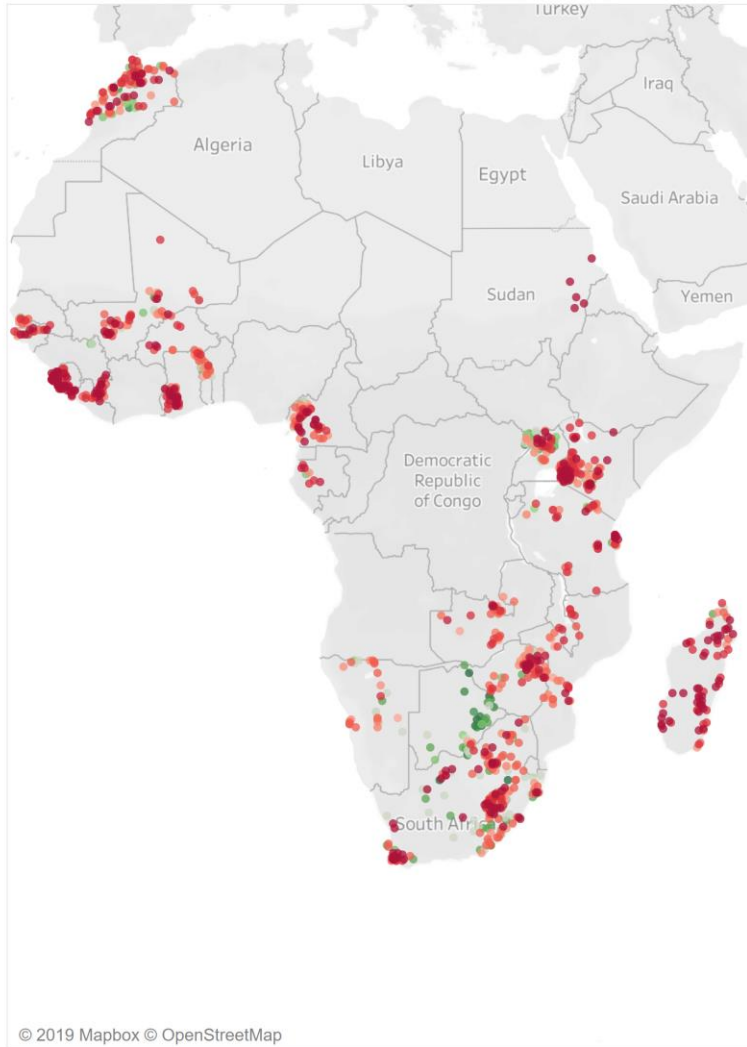 Turkey
Iraq
Algeria
Libya
Egypt
Saudi Arabia
Sudan
Yemen
Democratic
Republic
of Congo
South Afri
© 2019 Mapbox © OpenStreetMap